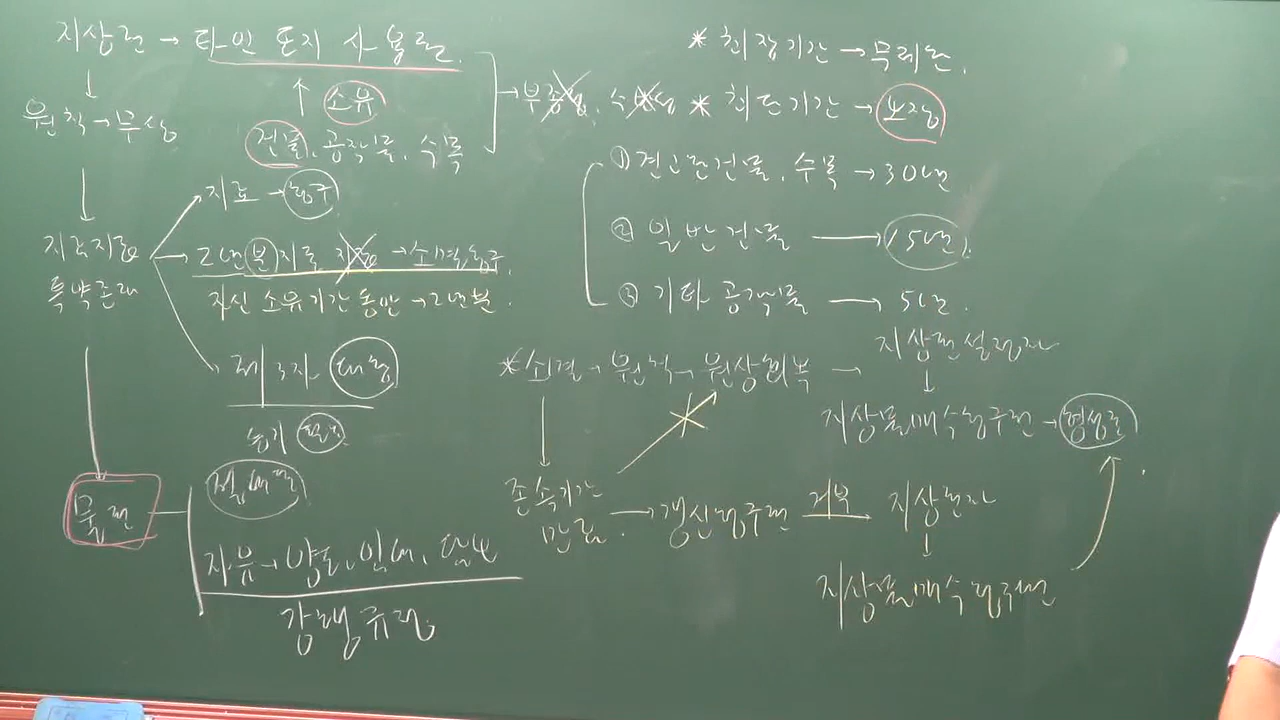 지상권 → 타인 토지 사용권.
↓
원칙 → 무상
↑ 소유
건물, 공작물, 수목
→ 부종성, 수반성
↓
지료지급
특약존재
→ 지료 → 청구
→ 2년분 지료 지급 → 소멸청구.
자신 소유기간 동안 → 2년분.
→ 제3자 대항
등기 필요
↓
물권
절대권
자유 → 양도, 임대, 담보
강행규정
* 최장기간 → 무제한.
* 최단기간 → 보장
① 견고한건물, 수목 → 30년
② 일반건물 → 15년.
③ 기타 공작물 → 5년.
* 소멸 → 원칙 → 원상회복 → 지상권설정자
↓
지상물매수청구권 → 형성권
↓
존속기간
만료. → 갱신청구권 거부 → 지상권자
↓
지상물매수청구권